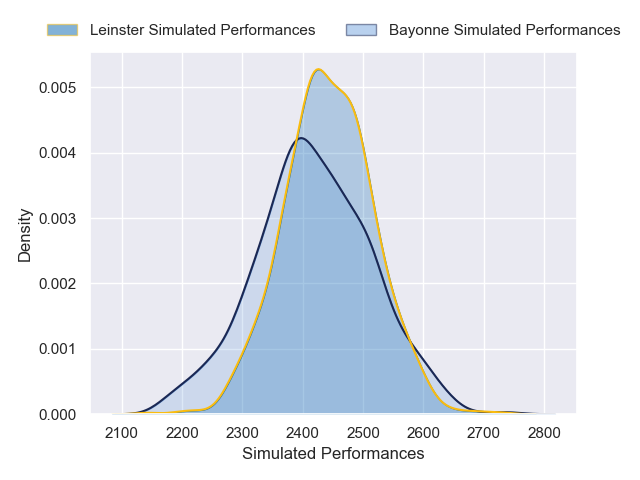 Leinster Simulated Performances Bayonne Simulated Performances
0.005
0.004
0.003
0.002
0.001
0.000
Density
2100 2200 2300 2400 2500 2600 2700 2800
Simulated Performances